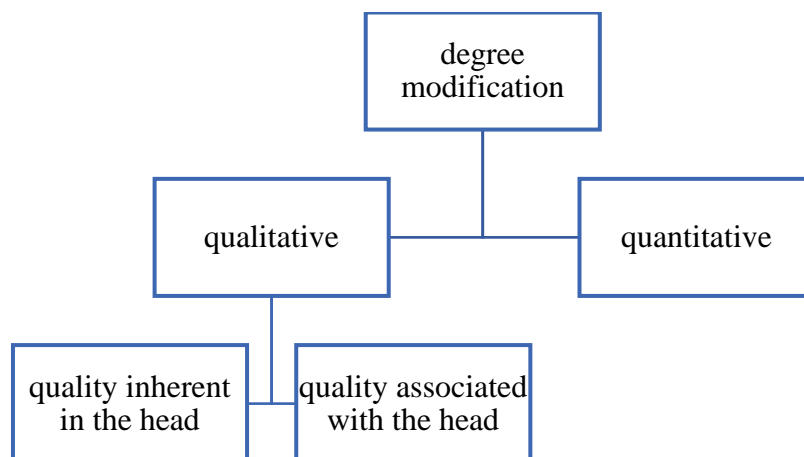 degree
modification
qualitative
quantitative
quality inherent
in the head
quality associated
with the head